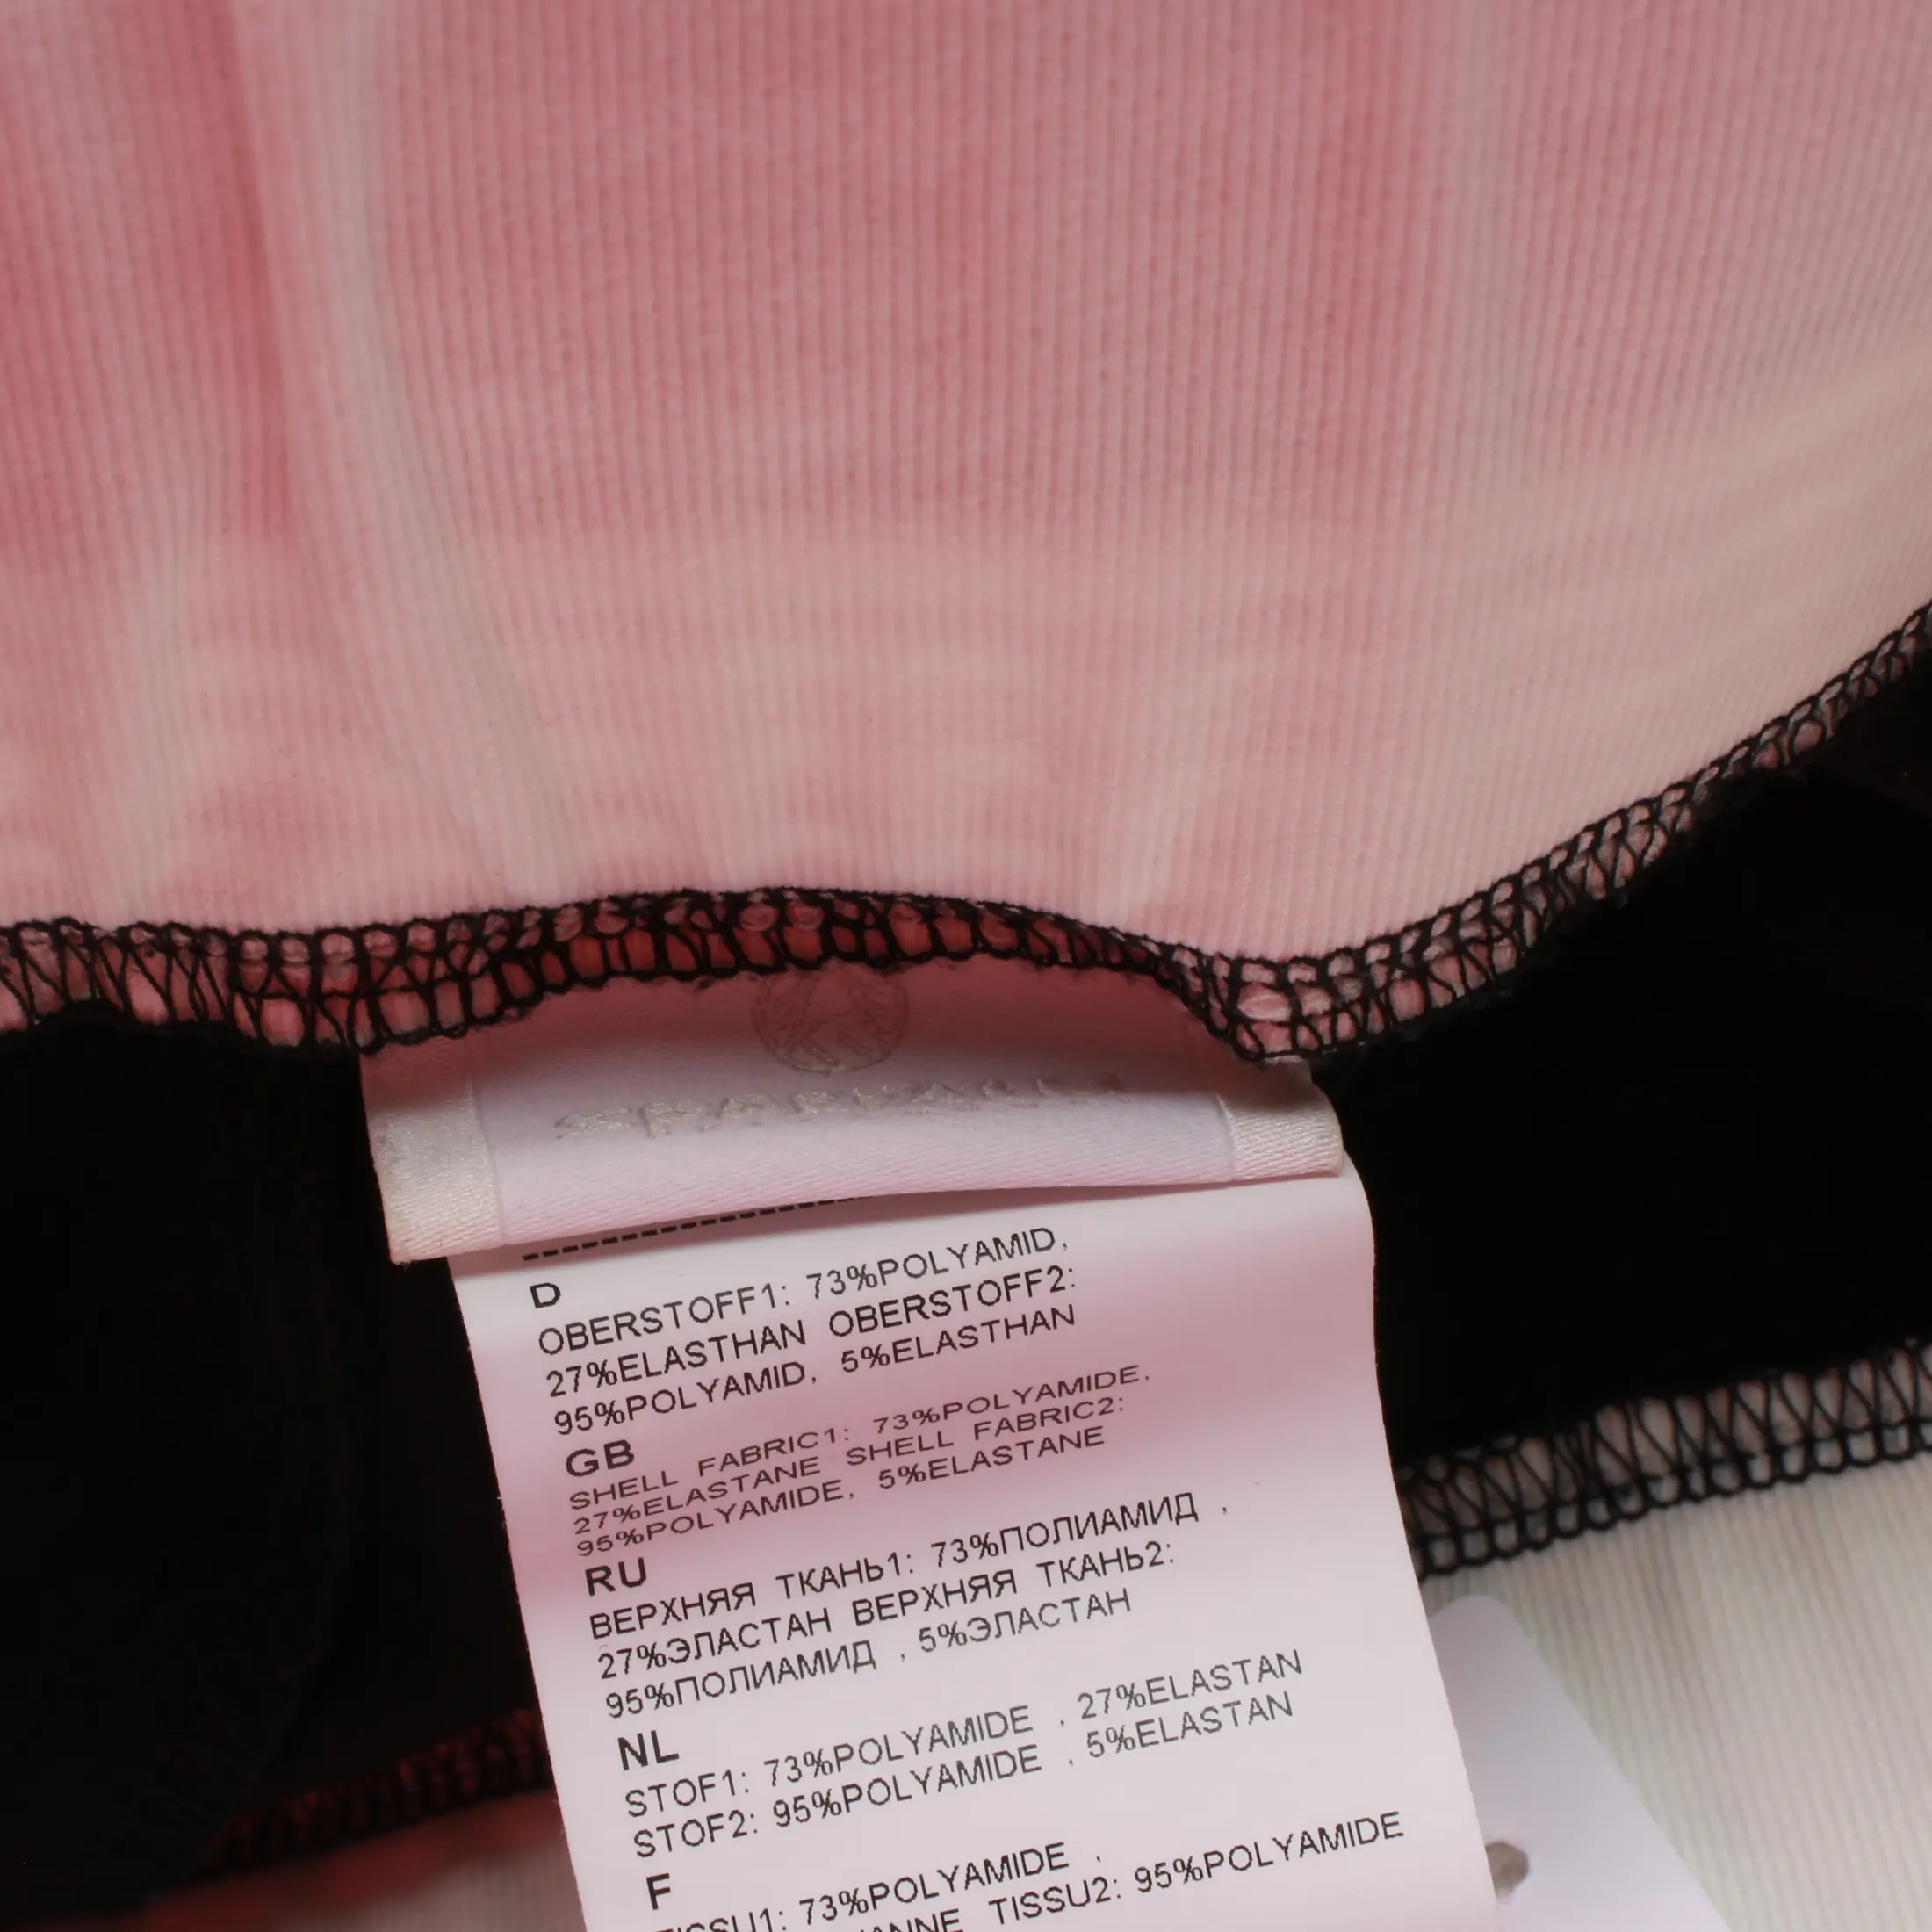 D
OBERSTOFF1: 73%POLYAMID,
27%ELASTHAN OBERSTOFF2:
95%POLYAMID, 5%ELASTHAN
GB
SHELL FABRIC1: 73%POLYAMIDE,
27%ELASTANE SHELL FABRIC2:
95%POLYAMIDE, 5%ELASTANE
RU
ВЕРХНЯЯ ТКАНЬ1: 73%ПОЛИАМИД ,
27%ЭЛАСТАН ВЕРХНЯЯ ТКАНЬ2:
95%ПОЛИАМИД , 5%ЭЛАСТАН
NL
STOF1: 73%POLYAMIDE , 27%ELASTAN
STOF2: 95%POLYAMIDE , 5%ELASTAN
F
TISSU1: 73%POLYAMIDE ,
TISSU2: 95%POLYAMIDE